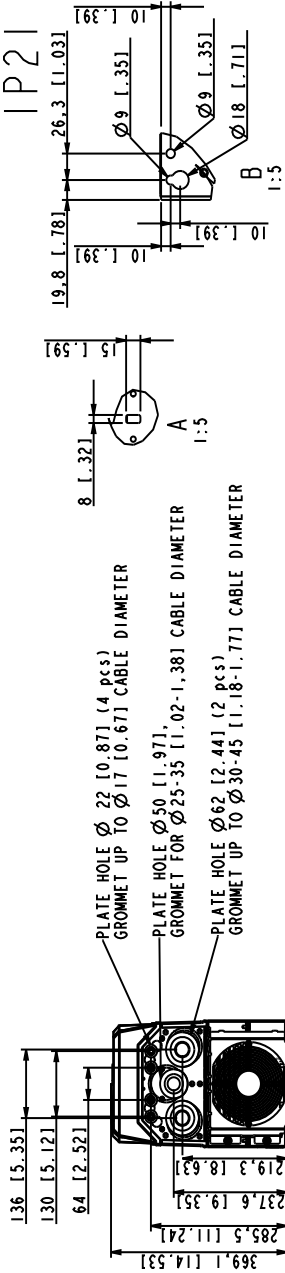 IP21
136 [5.35]
130 [5.12]
64 [2.52]
369,1 [14.53]
285,5 [11.24]
237,6 [9.35]
219,3 [8.63]
PLATE HOLE Ø 22 [0.87] (4 pcs)
GROMMET UP TO Ø17 [0.67] CABLE DIAMETER
PLATE HOLE Ø50 [1.97],
GROMMET FOR Ø25-35 [1.02-1,38] CABLE DIAMETER
PLATE HOLE Ø62 [2.44] (2 pcs)
GROMMET UP TO Ø30-45 [1.18-1.77] CABLE DIAMETER
8 [.32]
15 [.59]
A
1:5
19,8 [.78]
26,3 [1.03]
10 [.39]
10 [.39]
10 [.39]
Ø9 [.35]
Ø9 [.35]
Ø18 [.71]
B
1:5